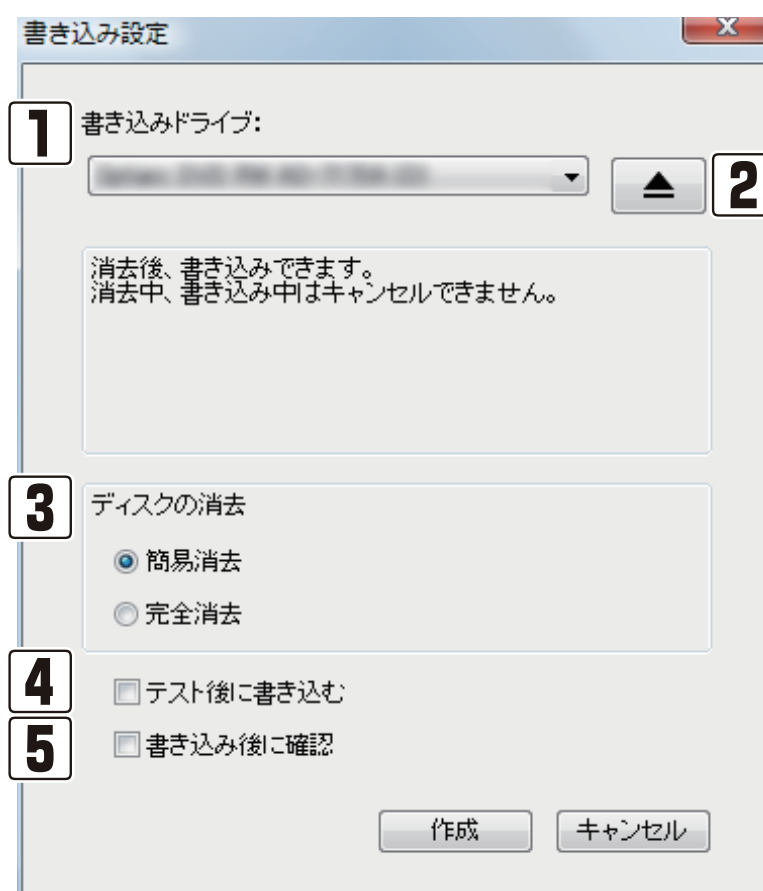 書き込み設定
1
書き込みドライブ:
2
消去後、書き込みできます。
消去中、書き込み中はキャンセルできません。
3
ディスクの消去
簡易消去
完全消去
4
テスト後に書き込む
5
書き込み後に確認
作成
キャンセル